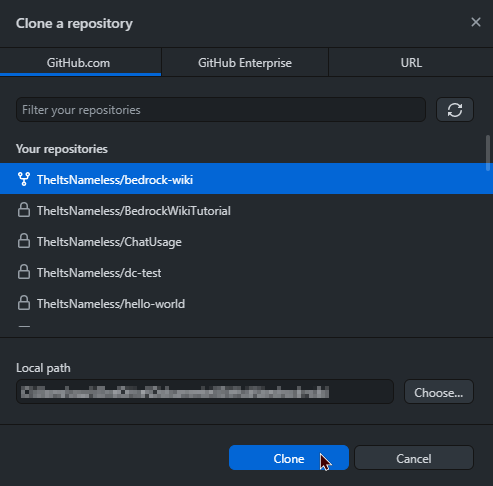 Clone a repository
GitHub.com
GitHub Enterprise
URL
Filter your repositories
Your repositories
TheItsNameless/bedrock-wiki
TheItsNameless/BedrockWikiTutorial
TheItsNameless/ChatUsage
TheItsNameless/dc-test
TheItsNameless/hello-world
Local path
Choose...
Clone
Cancel